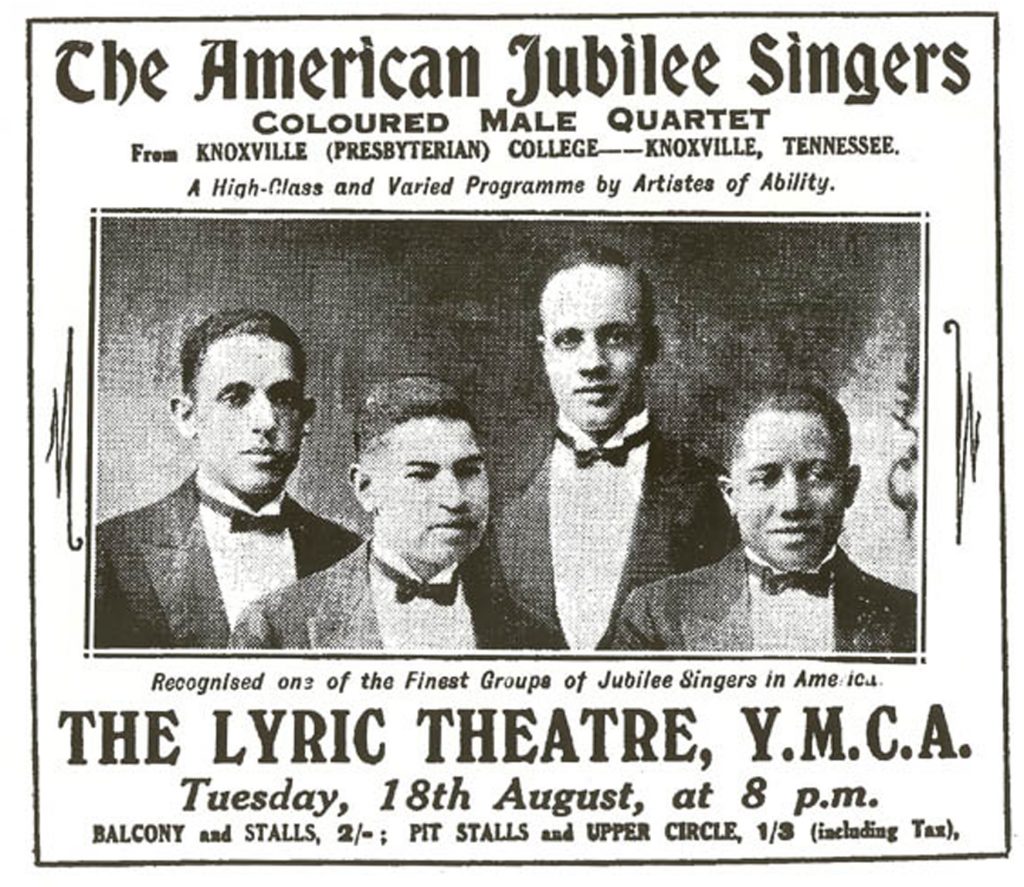 The American Jubilee Singers
COLOURED MALE QUARTET
From KNOXVILLE (PRESBYTERIAN) COLLEGE——KNOXVILLE, TENNESSEE.
A High-Class and Varied Programme by Artistes of Ability.
Recognised one of the Finest Groups of Jubilee Singers in America.
THE LYRIC THEATRE, Y.M.C.A.
Tuesday, 18th August, at 8 p.m.
BALCONY and STALLS, 2/-; PIT STALLS and UPPER CIRCLE, 1/3 (including Tax),